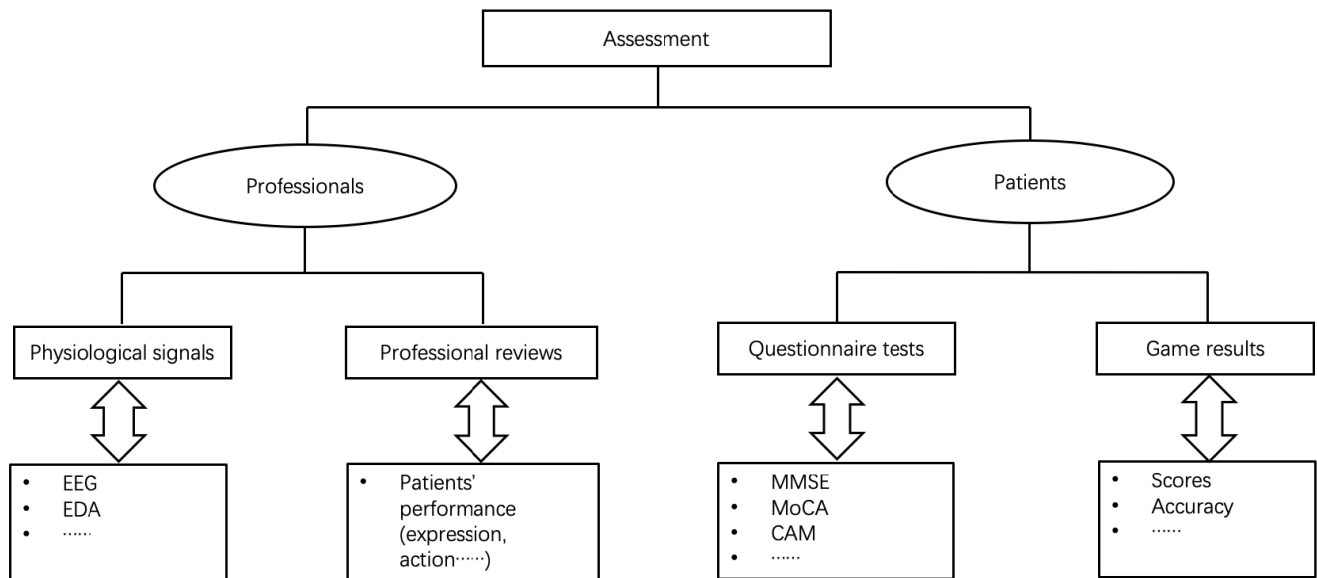 Assessment
Professionals
Patients
Physiological signals
Professional reviews
Questionnaire tests
Game results
• EEG
• EDA
• ······
• Patients’
performance
(expression,
action······)
• MMSE
• MoCA
• CAM
• ······
• Scores
• Accuracy
• ······